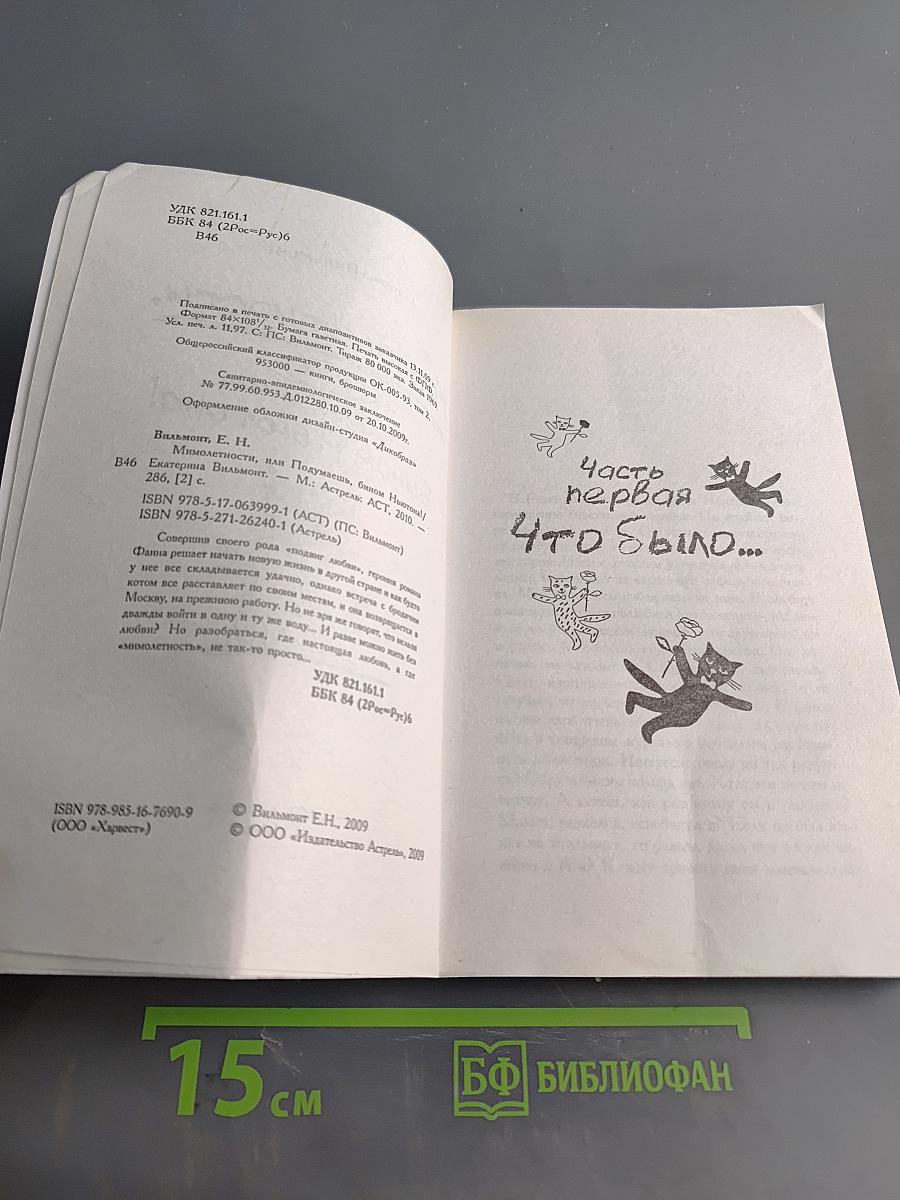 УДК 821.161.1
ББК 84 (2Рос=Рус)6
В46
Подписано в печать с готовых диапозитивов заказчика 13.11.09 г.
Формат 84×108¹/₃₂. Бумага газетная. Печать высокая с ФПФ.
Усл. печ. л. 11,97. С: ПС: Вильмонт. Тираж 80 000 экз. Заказ
Общероссийский классификатор продукции ОК-005-93, том 2,
953000 — книги, брошюры
Санитарно-эпидемиологическое заключение
№ 77.99.60.953.Д.012280.10.09 от 20.10.2009г.
Оформление обложки дизайн-студия «Дикобраз»
Вильмонт, Е. Н.
Мимолетности, или Подумаешь, бином Ньютона!/
В46 Екатерина Вильмонт. — М.: Астрель: АСТ, 2010. —
286, [2] с.
ISBN 978-5-17-063999-1 (АСТ) (ПС: Вильмонт)
ISBN 978-5-271-26240-1 (Астрель)
Совершив своего рода «подвиг любви», героиня романа
Фанна решает начать новую жизнь в другой стране и как будто
у нее все складывается удачно, однако встреча с бродячим
котом все расставляет по своим местам, и она возвращается в
Москву, на прежнюю работу. Но не зря же говорят, что нельзя
дважды войти в одну и ту же воду... И разве можно жить без
любви? Но разобраться, где настоящая любовь, а где
«мимолетность», не так-то просто...
УДК 821.161.1
ББК 84 (2Рос=Рус)6
ISBN 978-985-16-7690-9
(ООО «Харвест»)
© Вильмонт Е.Н., 2009
© ООО «Издательство Астрель», 2009
Часть
первая
Что было...
15 см
БФ БИБЛИОФАН